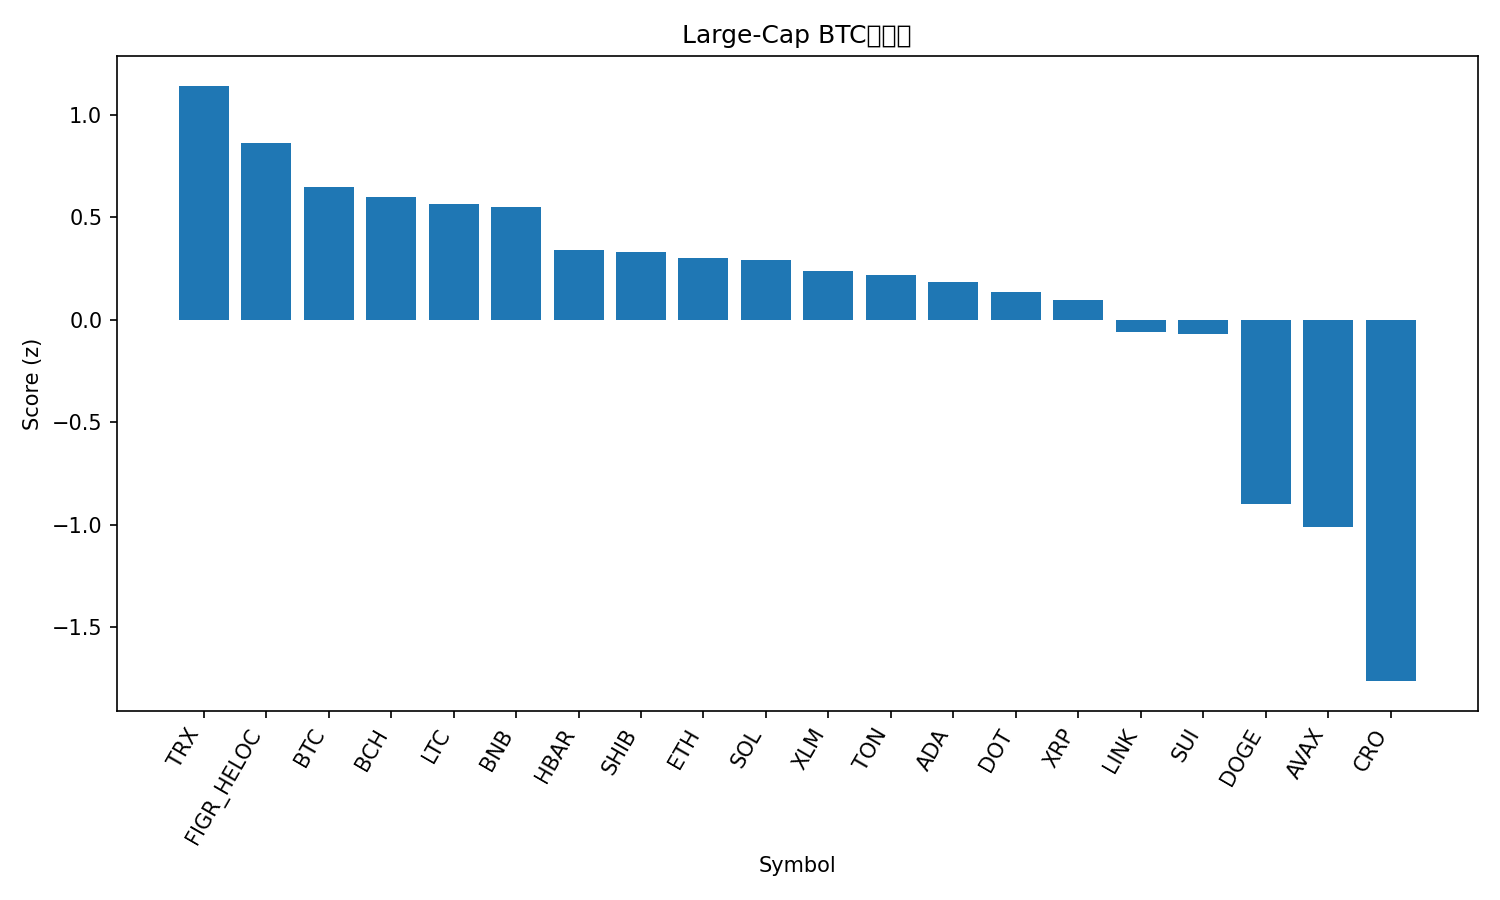 Large-Cap BTC
1.0
0.5
0.0
−0.5
−1.0
−1.5
Score (z)
TRX
FIGR_HELOC
BTC
BCH
LTC
BNB
HBAR
SHIB
ETH
SOL
XLM
TON
ADA
DOT
XRP
LINK
SUI
DOGE
AVAX
CRO
Symbol